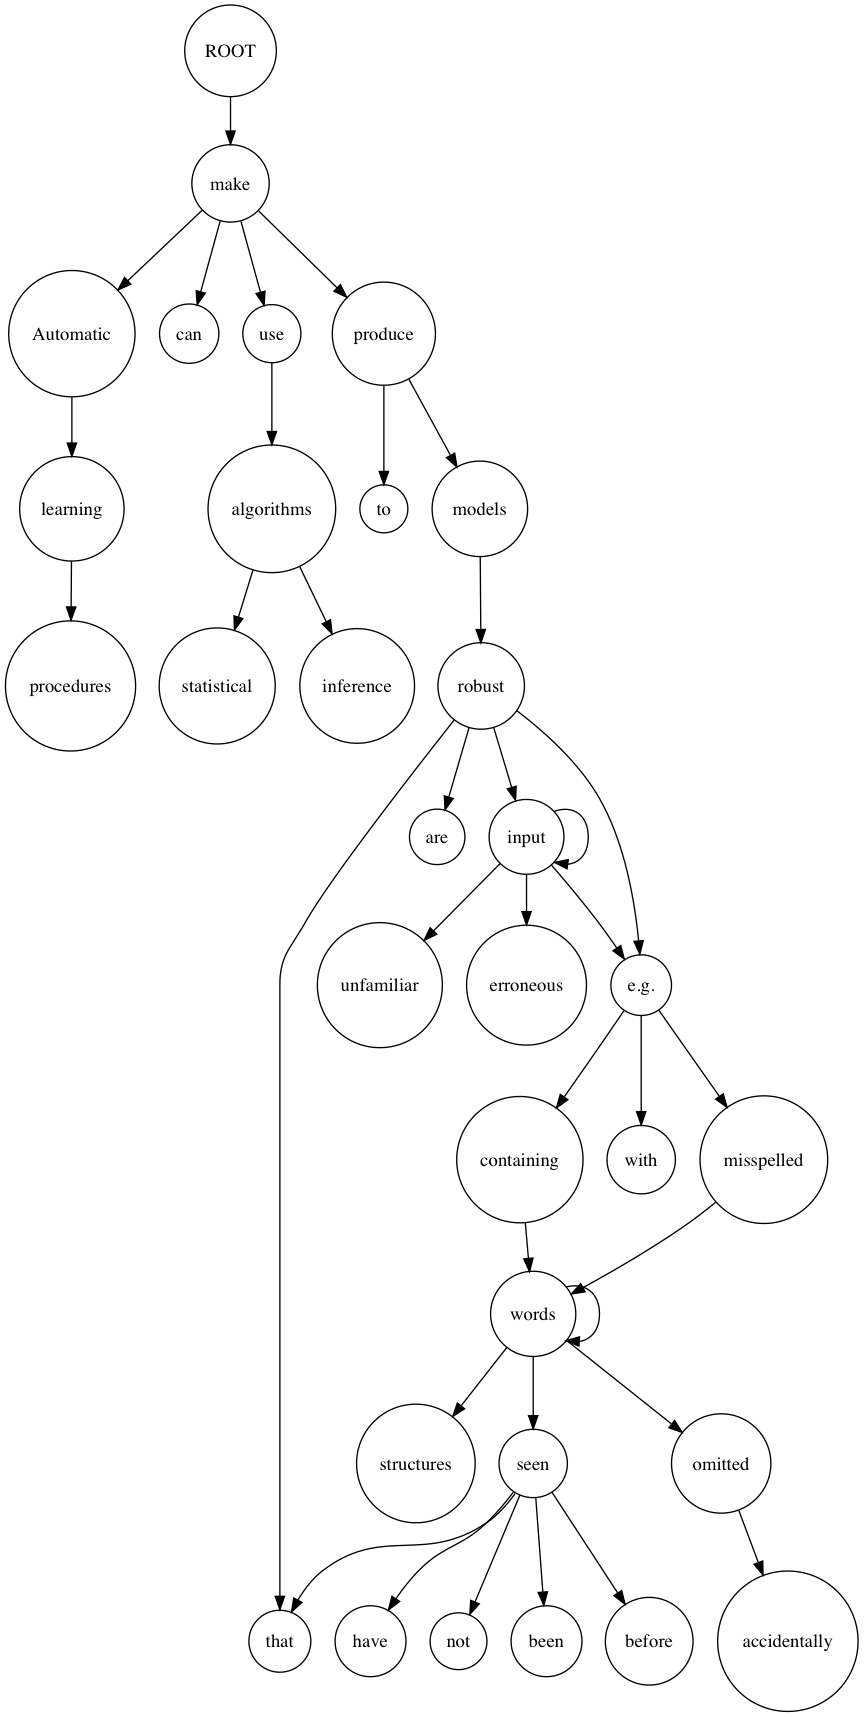 ROOT
make
Automatic can use produce
learning algorithms to models
procedures statistical inference robust
are input
unfamiliar erroneous e.g.
containing with misspelled
words
structures seen omitted
that have not been before accidentally